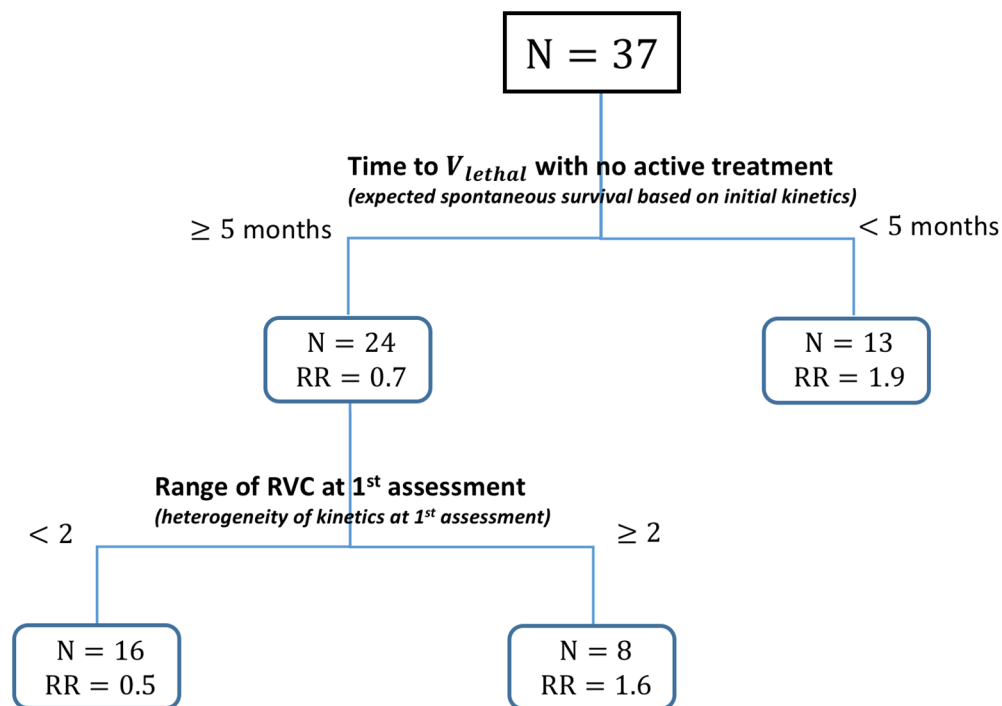 N = 37
Time to V_lethal with no active treatment
(expected spontaneous survival based on initial kinetics)
≥ 5 months
< 5 months
N = 24
RR = 0.7
N = 13
RR = 1.9
Range of RVC at 1st assessment
(heterogeneity of kinetics at 1st assessment)
< 2
≥ 2
N = 16
RR = 0.5
N = 8
RR = 1.6